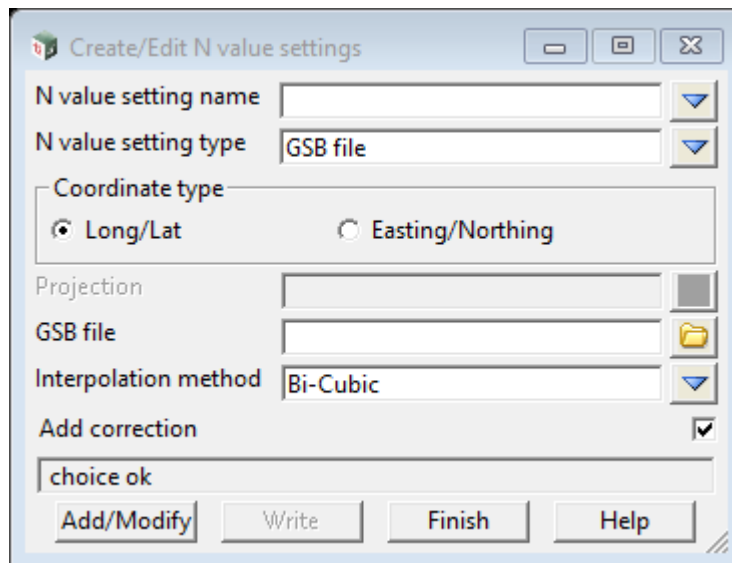 Create/Edit N value settings
N value setting name
N value setting type GSB file
Coordinate type
Long/Lat Easting/Northing
Projection
GSB file
Interpolation method Bi-Cubic
Add correction
choice ok
Add/Modify Write Finish Help